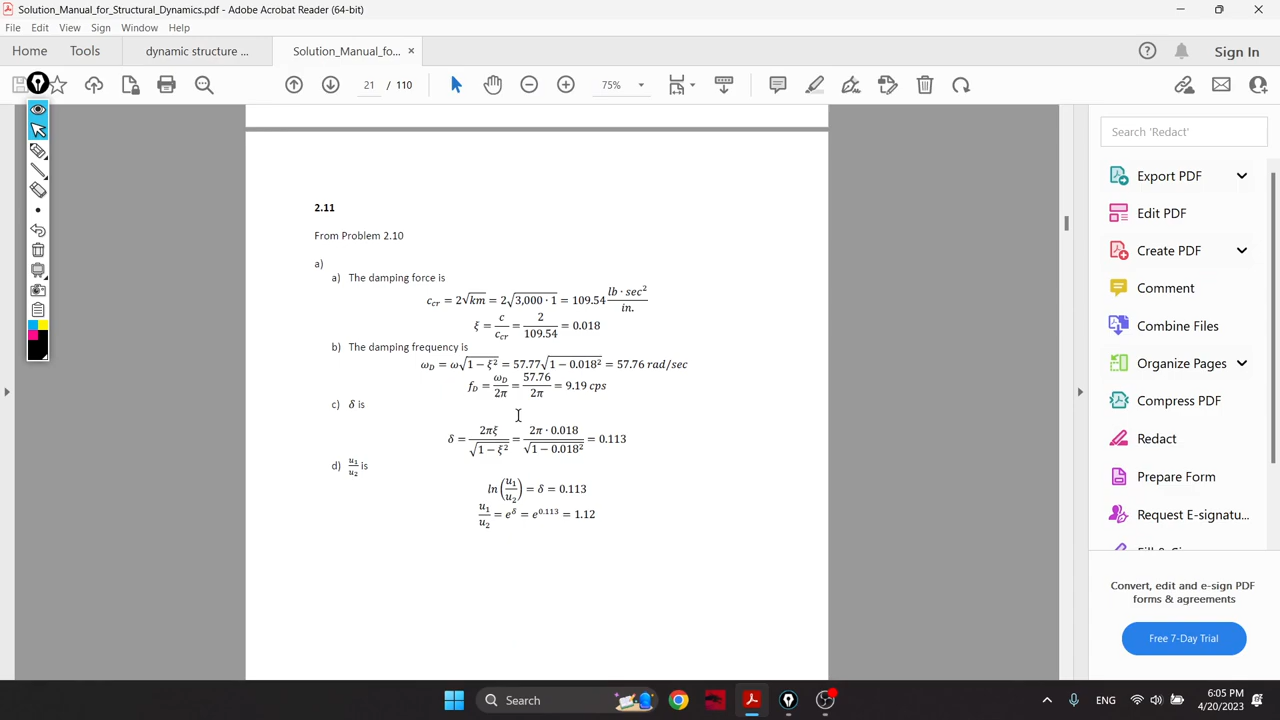 Solution_Manual_for_Structural_Dynamics.pdf - Adobe Acrobat Reader (64-bit)
File Edit View Sign Window Help
Home Tools dynamic structure ... Solution_Manual_fo... × Sign In
21 / 110 75%
Search 'Redact'
Export PDF
Edit PDF
Create PDF
Comment
Combine Files
Organize Pages
Compress PDF
Redact
Prepare Form
Request E-signatu...
Convert, edit and e-sign PDF
forms & agreements
Free 7-Day Trial
2.11
From Problem 2.10
a)
a) The damping force is
c_cr = 2√km = 2√3,000 · 1 = 109.54 lb · sec²/in.
ξ = c/c_cr = 2/109.54 = 0.018
b) The damping frequency is
ω_D = ω√1 − ξ² = 57.77√1 − 0.018² = 57.76 rad/sec
f_D = ω_D/2π = 57.76/2π = 9.19 cps
c) δ is
δ = 2πξ/√1 − ξ² = 2π · 0.018/√1 − 0.018² = 0.113
d) u₁/u₂ is
ln(u₁/u₂) = δ = 0.113
u₁/u₂ = e^δ = e^0.113 = 1.12
Search
ENG
6:05 PM
4/20/2023